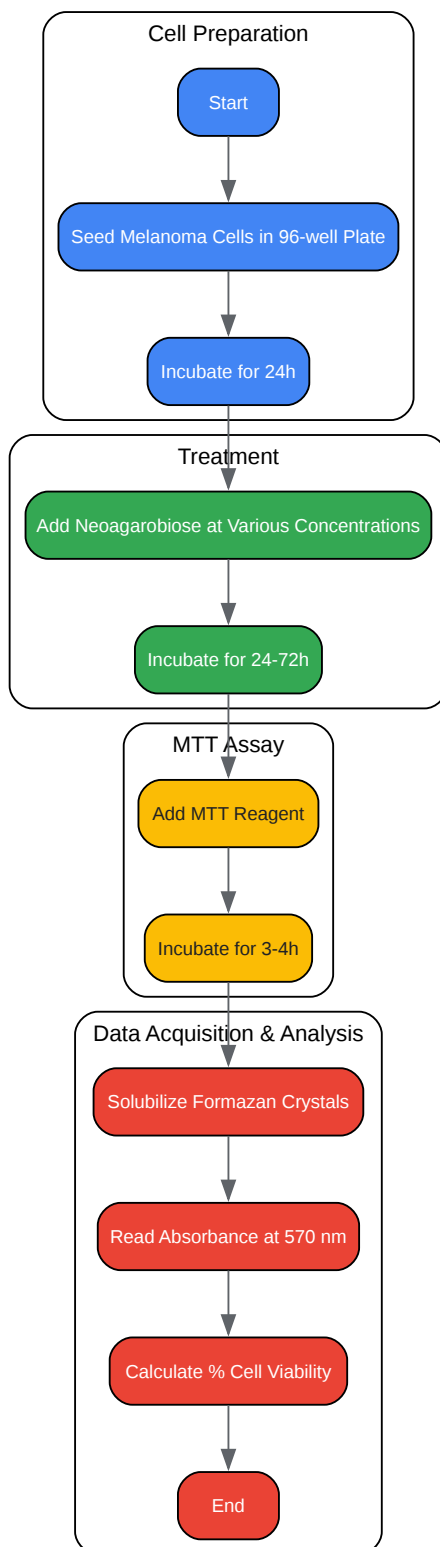 Cell Preparation
Start
Seed Melanoma Cells in 96-well Plate
Incubate for 24h
Treatment
Add Neoagarobiose at Various Concentrations
Incubate for 24-72h
MTT Assay
Add MTT Reagent
Incubate for 3-4h
Data Acquisition & Analysis
Solubilize Formazan Crystals
Read Absorbance at 570 nm
Calculate % Cell Viability
End